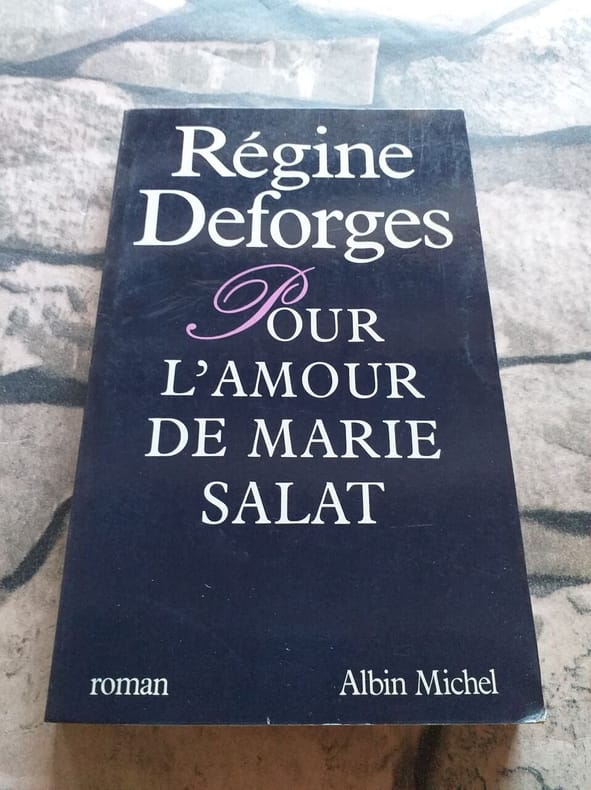 Régine
Deforges
POUR
L'AMOUR
DE MARIE
SALAT
roman
Albin Michel